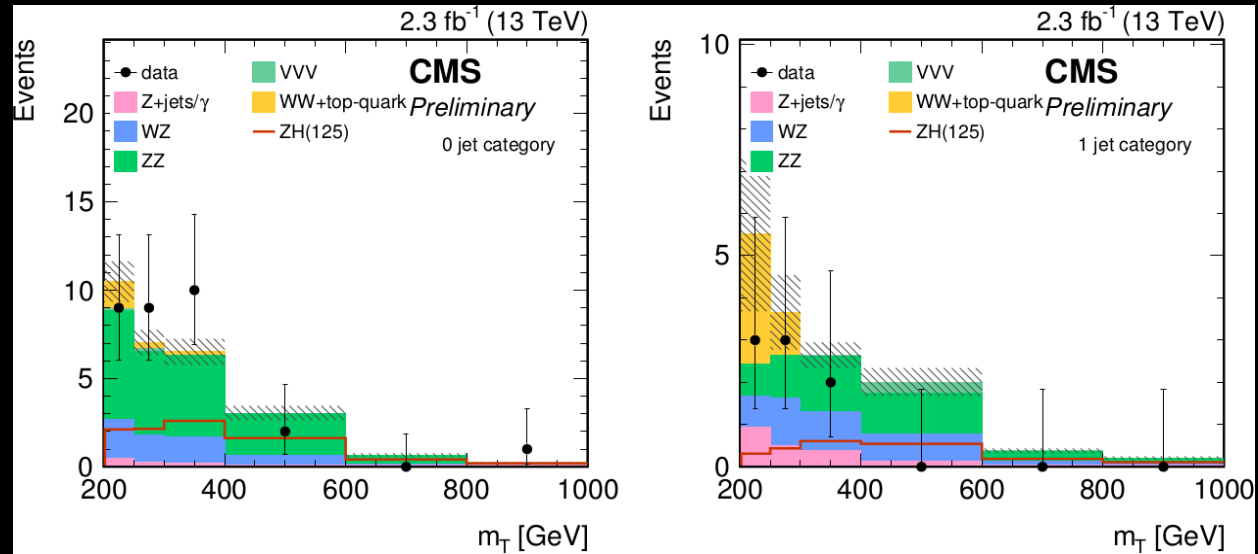 2.3 fb⁻¹ (13 TeV)
Events
CMS
Preliminary
0 jet category
data
Z+jets/γ
WZ
ZZ
VVV
WW+top-quark
ZH(125)
20
15
10
5
0
200 400 600 800 1000
m_T [GeV]
2.3 fb⁻¹ (13 TeV)
Events
CMS
Preliminary
1 jet category
data
Z+jets/γ
WZ
ZZ
VVV
WW+top-quark
ZH(125)
10
5
0
200 400 600 800 1000
m_T [GeV]